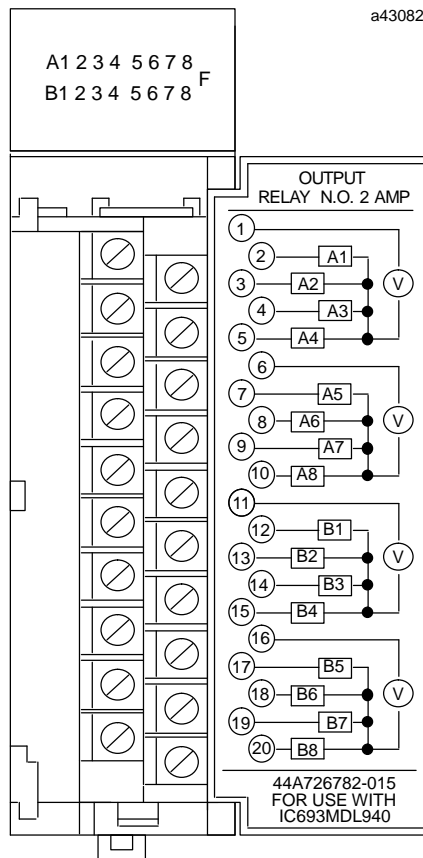 a43082
A1 2 3 4 5 6 7 8
F
B1 2 3 4 5 6 7 8
OUTPUT
RELAY N.O. 2 AMP
1
2 A1
3 A2 V
4 A3
5 A4
6
7 A5
8 A6 V
9 A7
10 A8
11
12 B1
13 B2 V
14 B3
15 B4
16
17 B5
18 B6 V
19 B7
20 B8
44A726782-015
FOR USE WITH
IC693MDL940